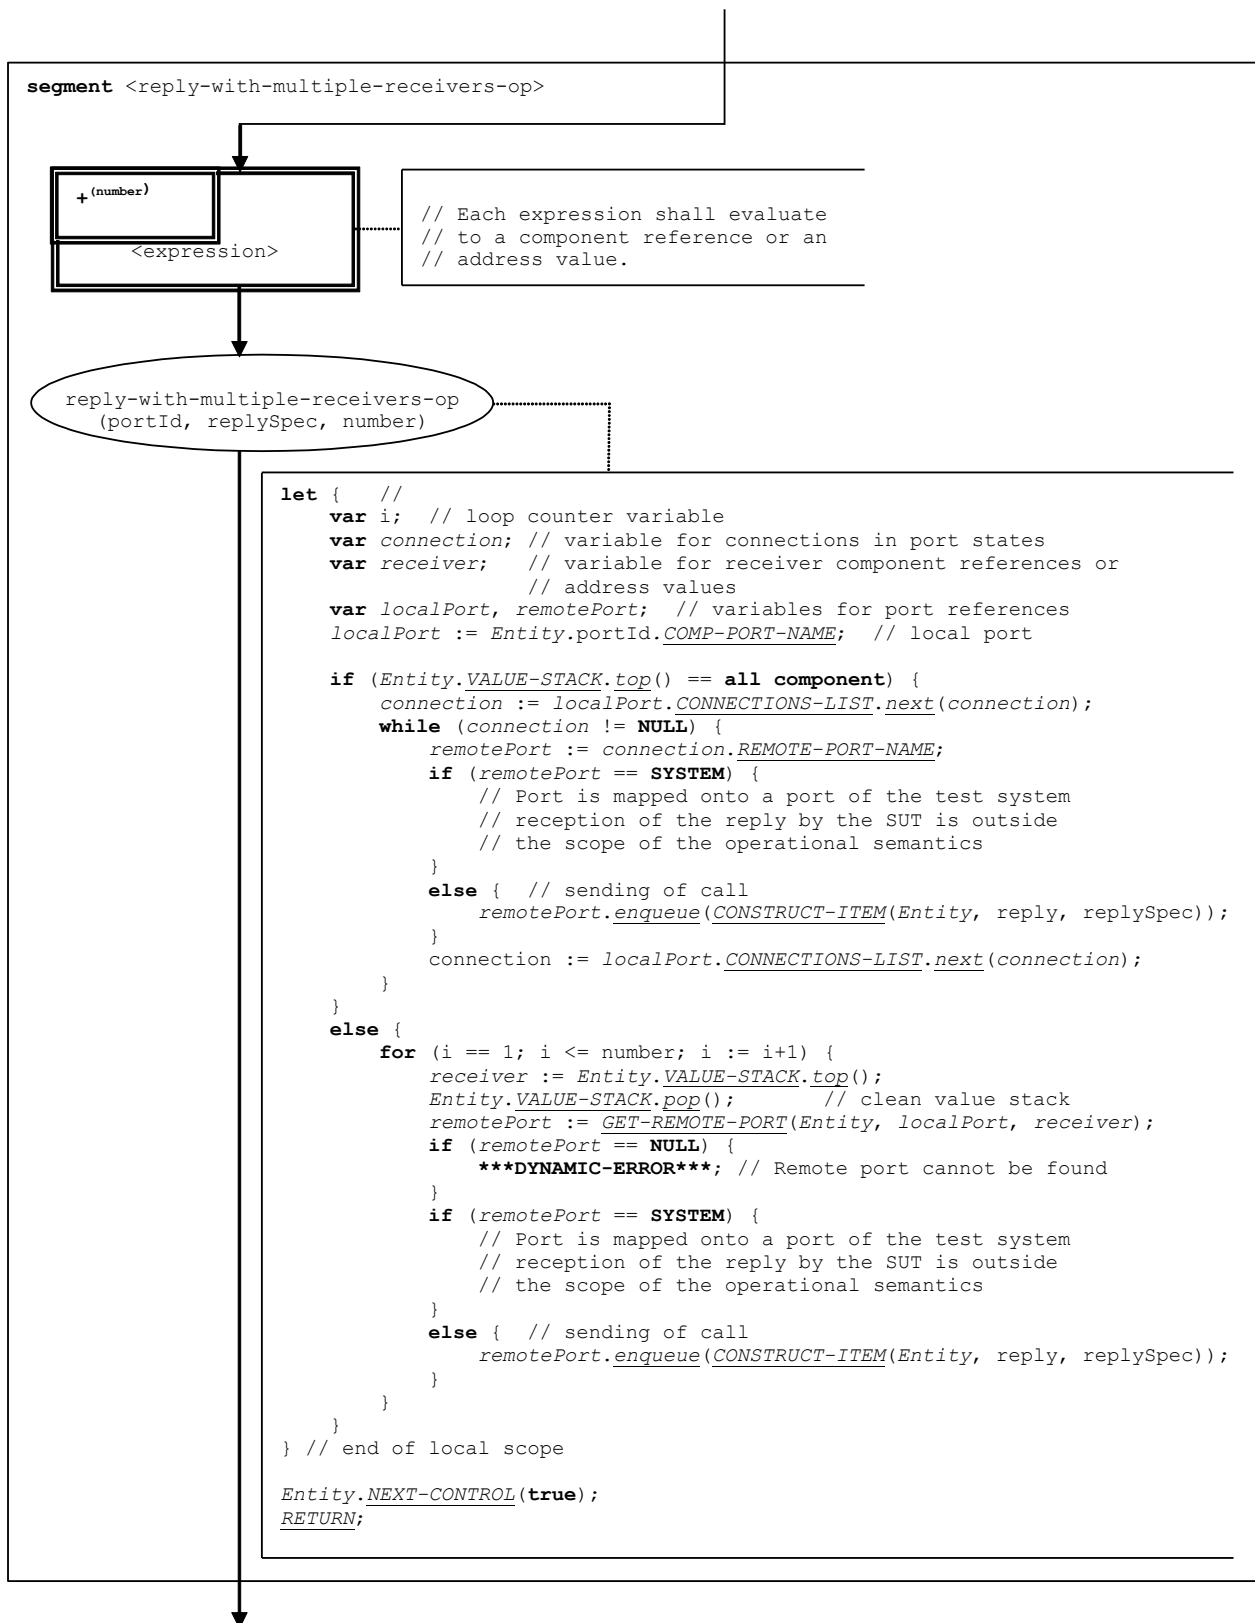 segment <reply-with-multiple-receivers-op>
+(number)
<expression>
// Each expression shall evaluate
// to a component reference or an
// address value.
reply-with-multiple-receivers-op
(portId, replySpec, number)
let {   //
    var i;  // loop counter variable
    var connection; // variable for connections in port states
    var receiver;   // variable for receiver component references or
                    // address values
    var localPort, remotePort;  // variables for port references
    localPort := Entity.portId.COMP-PORT-NAME;  // local port
    if (Entity.VALUE-STACK.top() == all component) {
        connection := localPort.CONNECTIONS-LIST.next(connection);
        while (connection != NULL) {
            remotePort := connection.REMOTE-PORT-NAME;
            if (remotePort == SYSTEM) {
                // Port is mapped onto a port of the test system
                // reception of the reply by the SUT is outside
                // the scope of the operational semantics
            }
            else {  // sending of call
                remotePort.enqueue(CONSTRUCT-ITEM(Entity, reply, replySpec));
            }
            connection := localPort.CONNECTIONS-LIST.next(connection);
        }
    }
    else {
        for (i == 1; i <= number; i := i+1) {
            receiver := Entity.VALUE-STACK.top();
            Entity.VALUE-STACK.pop();       // clean value stack
            remotePort := GET-REMOTE-PORT(Entity, localPort, receiver);
            if (remotePort == NULL) {
                ***DYNAMIC-ERROR***; // Remote port cannot be found
            }
            if (remotePort == SYSTEM) {
                // Port is mapped onto a port of the test system
                // reception of the reply by the SUT is outside
                // the scope of the operational semantics
            }
            else {  // sending of call
                remotePort.enqueue(CONSTRUCT-ITEM(Entity, reply, replySpec));
            }
        }
    }
} // end of local scope
Entity.NEXT-CONTROL(true);
RETURN;